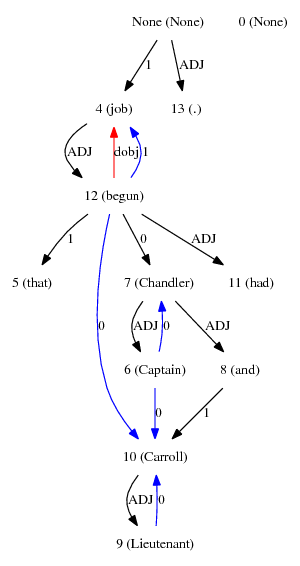 None (None) 0 (None)
1 ADJ
4 (job) 13 (.)
ADJ dobj 1
12 (begun)
1 0 ADJ
5 (that) 7 (Chandler) 11 (had)
0 ADJ 0 ADJ
6 (Captain) 8 (and)
0 1
10 (Carroll)
ADJ 0
9 (Lieutenant)